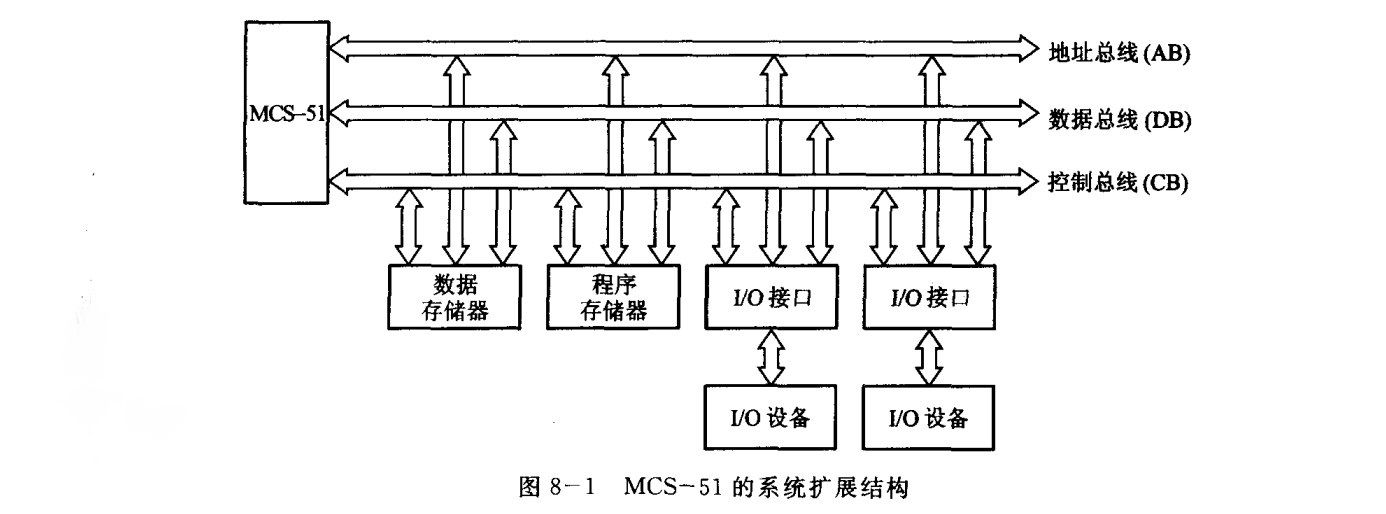 地址总线 (AB)
MCS-51
数据总线 (DB)
控制总线 (CB)
数据
存储器
程序
存储器
I/O 接口
I/O 接口
I/O 设备
I/O 设备
图 8-1 MCS-51 的系统扩展结构